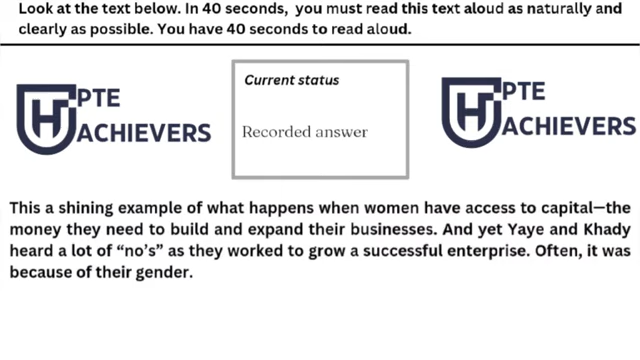 Look at the text below. In 40 seconds, you must read this text aloud as naturally and
clearly as possible. You have 40 seconds to read aloud.
PTE
ACHIEVERS
Current status
Recorded answer
PTE
ACHIEVERS
This a shining example of what happens when women have access to capital—the
money they need to build and expand their businesses. And yet Yaye and Khady
heard a lot of “no’s” as they worked to grow a successful enterprise. Often, it was
because of their gender.